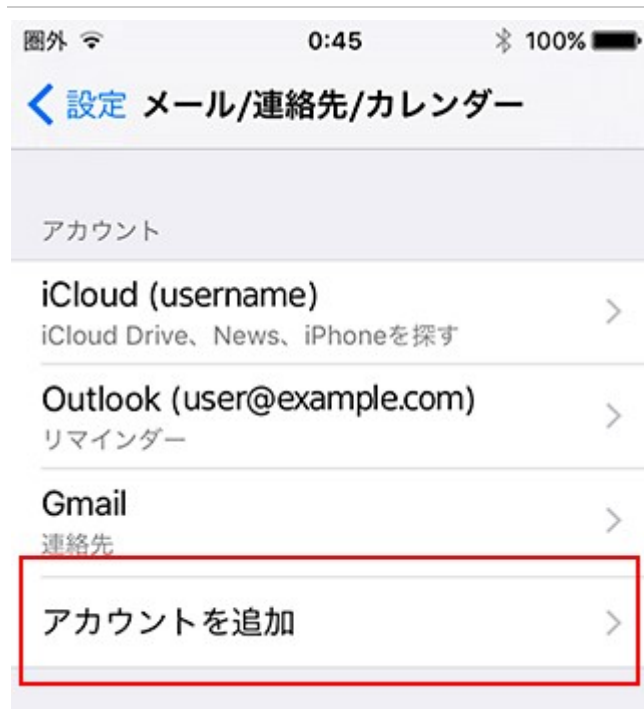 圏外 0:45 100%
設定 メール/連絡先/カレンダー
アカウント
iCloud (username)
iCloud Drive、News、iPhoneを探す
Outlook (user@example.com)
リマインダー
Gmail
連絡先
アカウントを追加